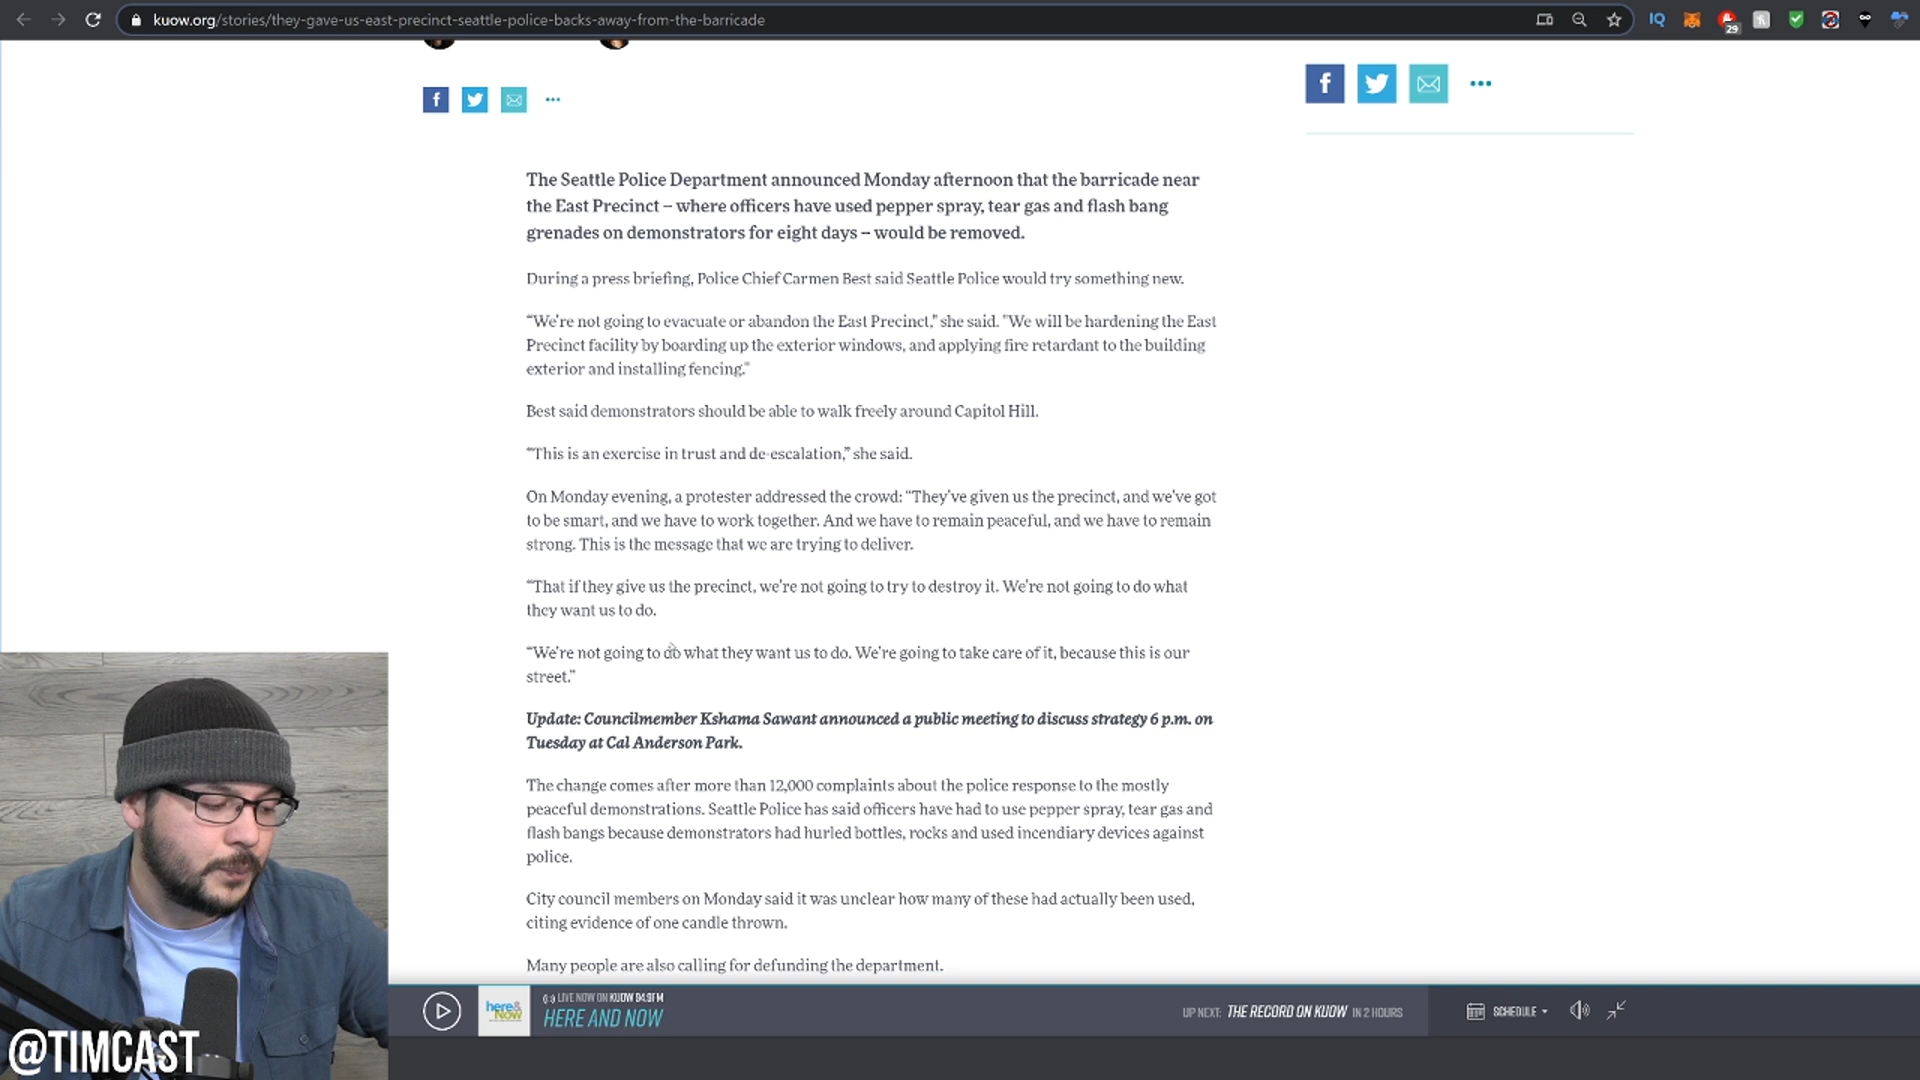 kuow.org/stories/they-gave-us-east-precinct-seattle-police-backs-away-from-the-barricade
IQ
29
The Seattle Police Department announced Monday afternoon that the barricade near
the East Precinct – where officers have used pepper spray, tear gas and flash bang
grenades on demonstrators for eight days – would be removed.
During a press briefing, Police Chief Carmen Best said Seattle Police would try something new.
“We’re not going to evacuate or abandon the East Precinct,” she said. "We will be hardening the East
Precinct facility by boarding up the exterior windows, and applying fire retardant to the building
exterior and installing fencing."
Best said demonstrators should be able to walk freely around Capitol Hill.
“This is an exercise in trust and de-escalation,” she said.
On Monday evening, a protester addressed the crowd: “They’ve given us the precinct, and we’ve got
to be smart, and we have to work together. And we have to remain peaceful, and we have to remain
strong. This is the message that we are trying to deliver.
“That if they give us the precinct, we’re not going to try to destroy it. We’re not going to do what
they want us to do.
“We’re not going to do what they want us to do. We’re going to take care of it, because this is our
street.”
Update: Councilmember Kshama Sawant announced a public meeting to discuss strategy 6 p.m. on
Tuesday at Cal Anderson Park.
The change comes after more than 12,000 complaints about the police response to the mostly
peaceful demonstrations. Seattle Police has said officers have had to use pepper spray, tear gas and
flash bangs because demonstrators had hurled bottles, rocks and used incendiary devices against
police.
City council members on Monday said it was unclear how many of these had actually been used,
citing evidence of one candle thrown.
Many people are also calling for defunding the department.
here&
Now
LIVE NOW ON KUOW 94.9FM
HERE AND NOW
UP NEXT: THE RECORD ON KUOW IN 2 HOURS
SCHEDULE
@TIMCAST